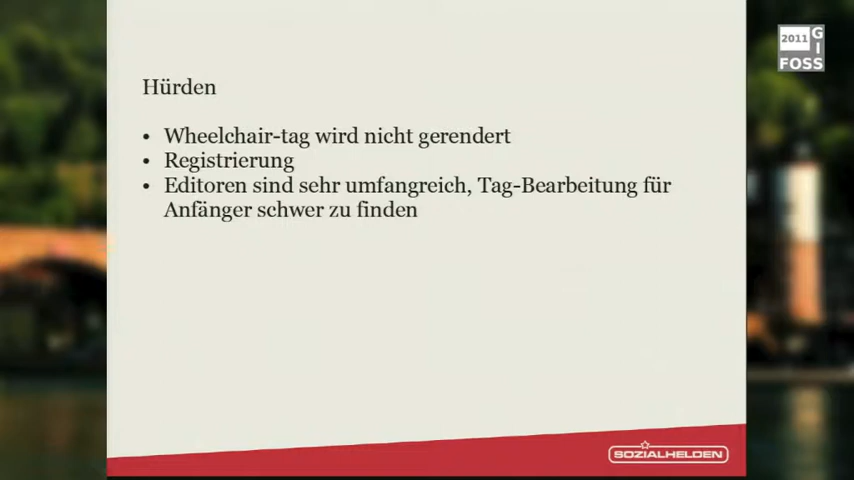 2011 G
I
FOSS
Hürden
• Wheelchair-tag wird nicht gerendert
• Registrierung
• Editoren sind sehr umfangreich, Tag-Bearbeitung für
Anfänger schwer zu finden
SOZIALHELDEN